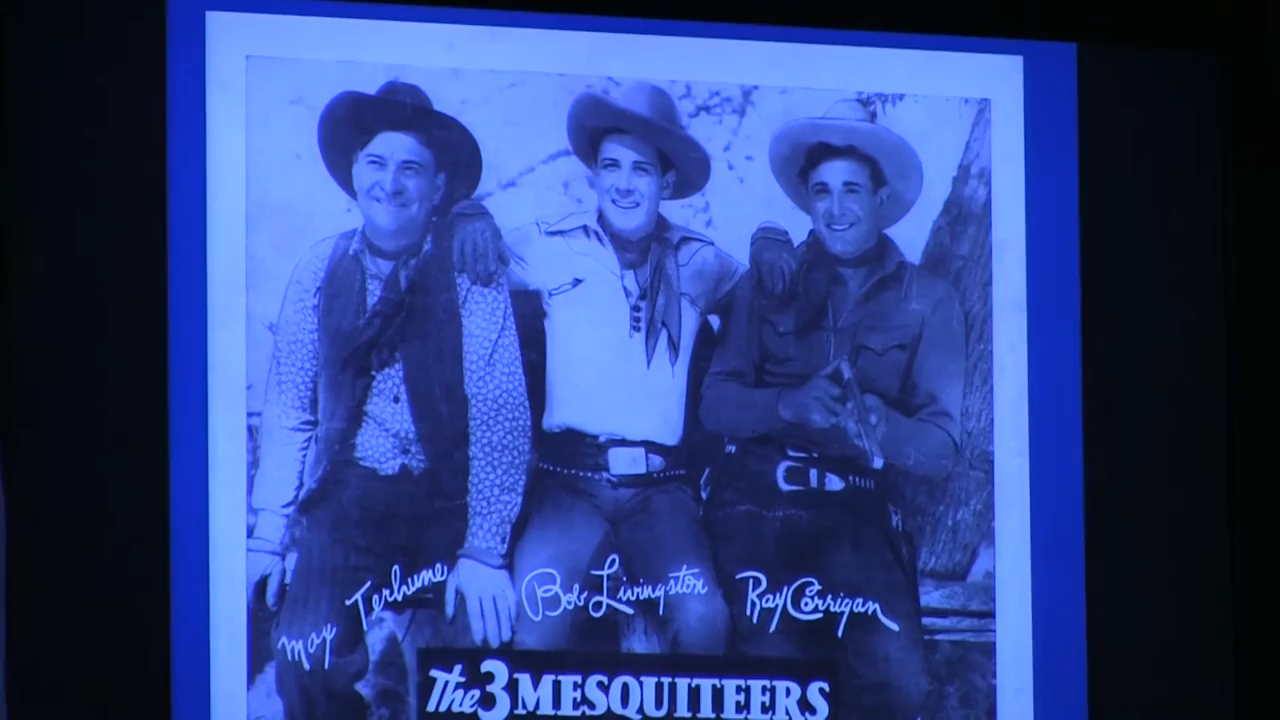 Max Terhune
Bob Livingston
Ray Corrigan
The 3 MESQUITEERS